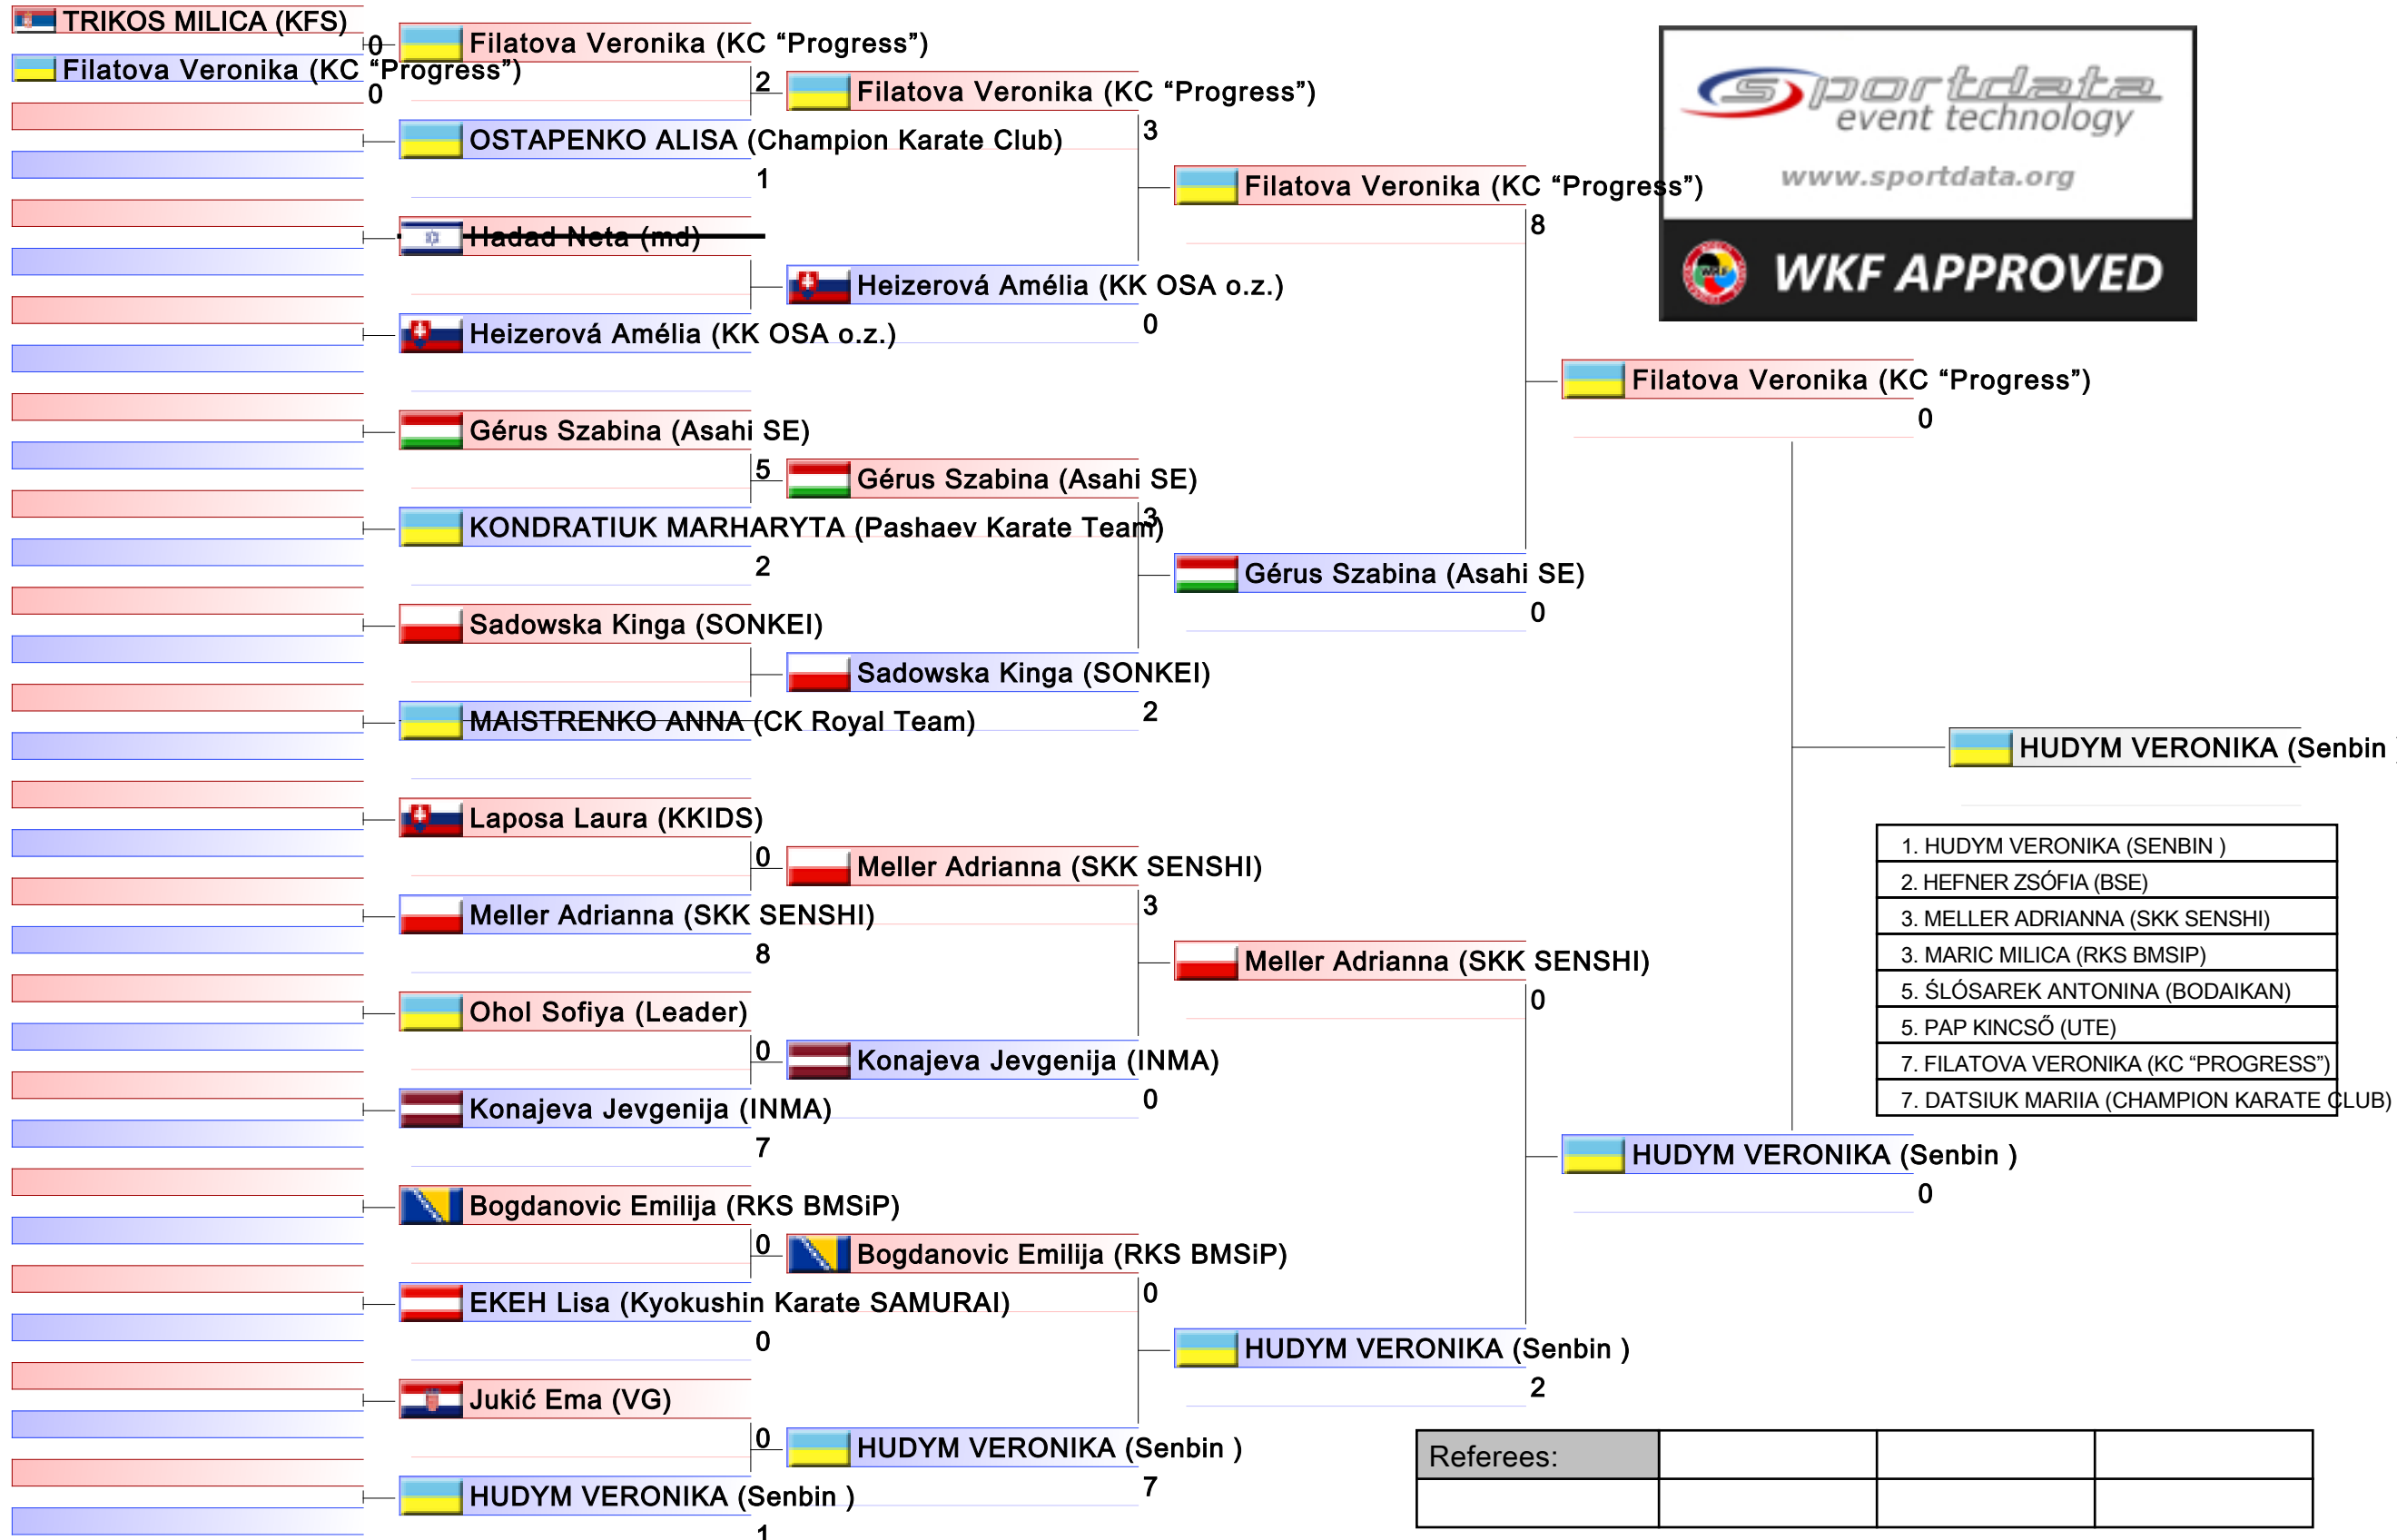 TRIKOS MILICA (KFS)
0
Filatova Veronika (KC “Progress”)
0
Filatova Veronika (KC “Progress”)
2
OSTAPENKO ALISA (Champion Karate Club)
1
Hadad Neta (md)
Heizerová Amélia (KK OSA o.z.)
Gérus Szabina (Asahi SE)
5
KONDRATIUK MARHARYTA (Pashaev Karate Team)
2
Sadowska Kinga (SONKEI)
MAISTRENKO ANNA (CK Royal Team)
Laposa Laura (KKIDS)
0
Meller Adrianna (SKK SENSHI)
8
Ohol Sofiya (Leader)
0
Konajeva Jevgenija (INMA)
7
Bogdanovic Emilija (RKS BMSiP)
0
EKEH Lisa (Kyokushin Karate SAMURAI)
0
Jukić Ema (VG)
0
HUDYM VERONIKA (Senbin )
1
Filatova Veronika (KC “Progress”)
3
Heizerová Amélia (KK OSA o.z.)
0
Gérus Szabina (Asahi SE)
3
Sadowska Kinga (SONKEI)
2
Meller Adrianna (SKK SENSHI)
3
Konajeva Jevgenija (INMA)
0
Bogdanovic Emilija (RKS BMSiP)
0
HUDYM VERONIKA (Senbin )
7
Filatova Veronika (KC “Progress”)
8
Gérus Szabina (Asahi SE)
0
Meller Adrianna (SKK SENSHI)
0
HUDYM VERONIKA (Senbin )
2
Filatova Veronika (KC “Progress”)
0
HUDYM VERONIKA (Senbin )
0
HUDYM VERONIKA (Senbin )
sportdata
event technology
www.sportdata.org
WKF
WKF APPROVED
1. HUDYM VERONIKA (SENBIN )
2. HEFNER ZSÓFIA (BSE)
3. MELLER ADRIANNA (SKK SENSHI)
3. MARIC MILICA (RKS BMSIP)
5. ŚLÓSAREK ANTONINA (BODAIKAN)
5. PAP KINCSŐ (UTE)
7. FILATOVA VERONIKA (KC “PROGRESS”)
7. DATSIUK MARIIA (CHAMPION KARATE CLUB)
Referees: